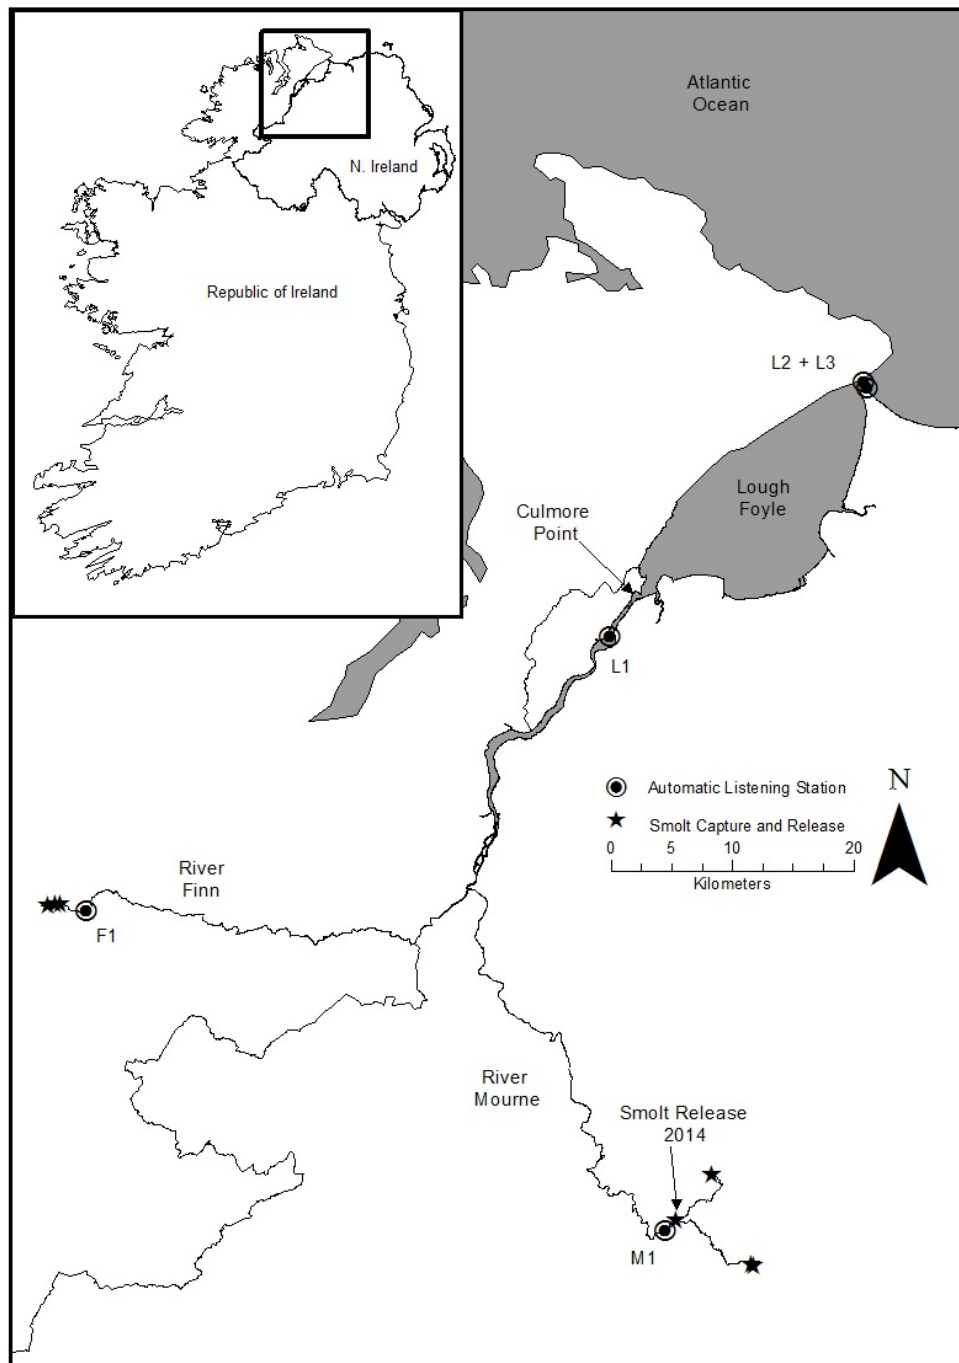 Atlantic
Ocean
N. Ireland
Republic of Ireland
L2 + L3
Lough
Foyle
Culmore
Point
L1
N
Automatic Listening Station
Smolt Capture and Release
0 5 10 20
Kilometers
River
Finn
F1
River
Mourne
Smolt Release
2014
M1